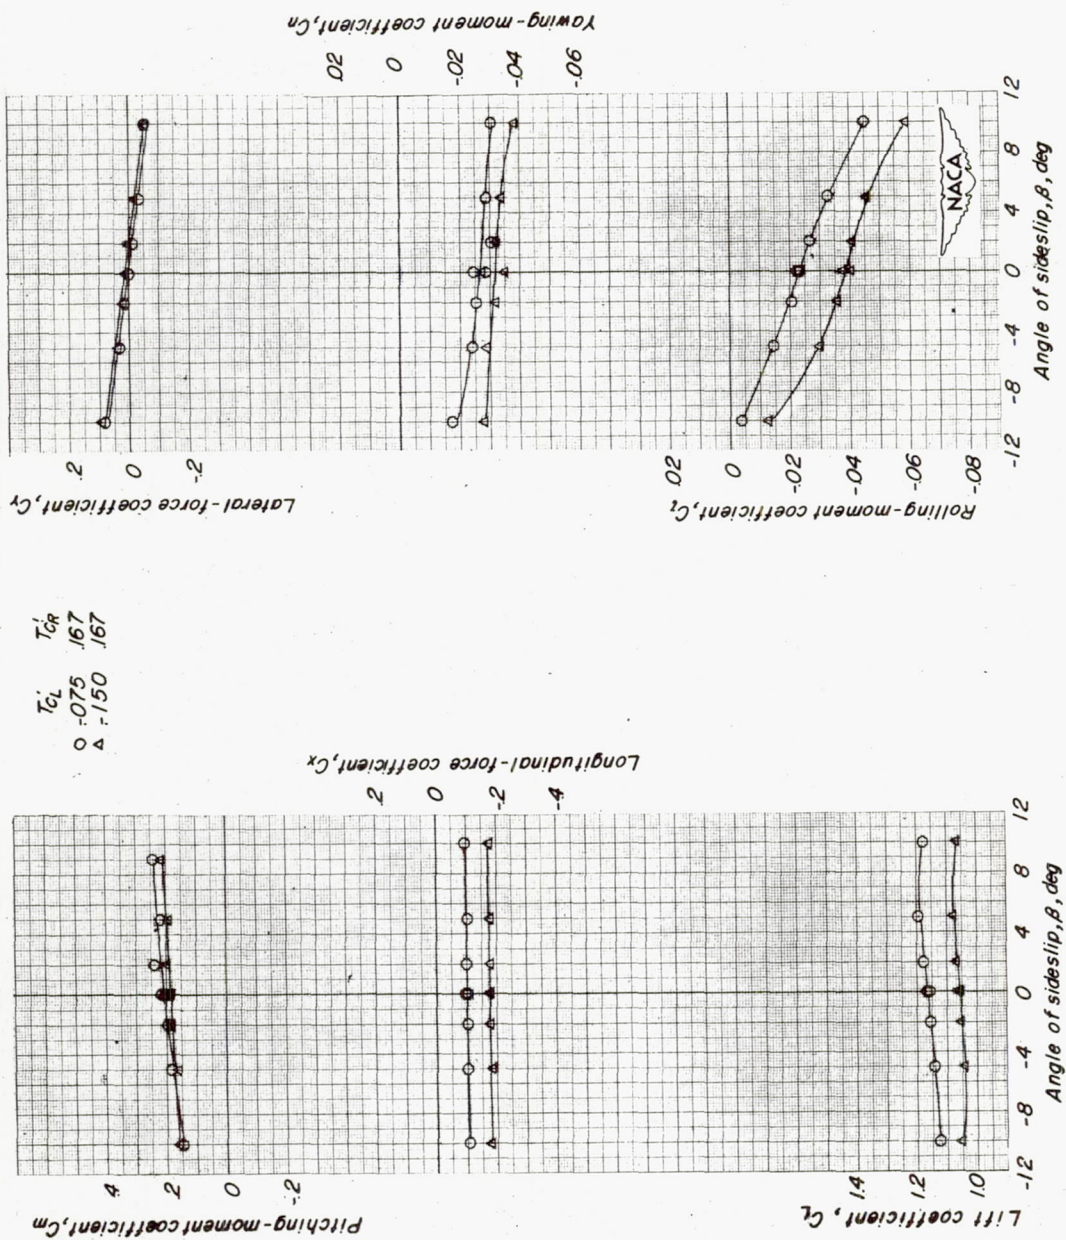 T'cL T'cR
○ -.075 .167
△ -.150 .167
Pitching-moment coefficient, Cm
.4
.2
0
-.2
Longitudinal-force coefficient, Cx
.2
0
-.2
-.4
Lift coefficient, CL
1.4
1.2
1.0
-12 -8 -4 0 4 8 12
Angle of sideslip, β, deg
Lateral-force coefficient, CY
.2
0
-.2
Yawing-moment coefficient, Cn
.02
0
-.02
-.04
-.06
Rolling-moment coefficient, Cl
.02
0
-.02
-.04
-.06
-.08
-12 -8 -4 0 4 8 12
Angle of sideslip, β, deg
NACA